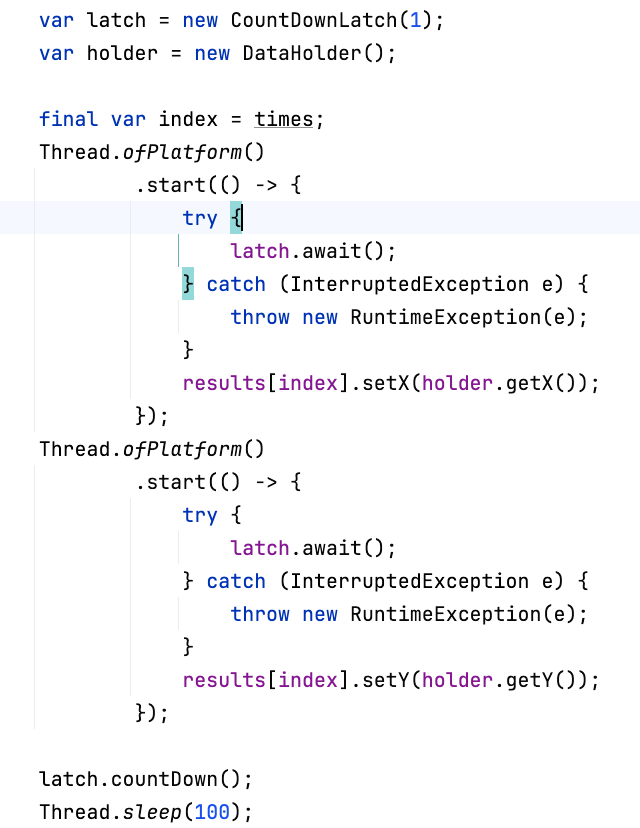 var latch = new CountDownLatch(1);
var holder = new DataHolder();

final var index = times;
Thread.ofPlatform()
        .start(() -> {
            try {
                latch.await();
            } catch (InterruptedException e) {
                throw new RuntimeException(e);
            }
            results[index].setX(holder.getX());
        });
Thread.ofPlatform()
        .start(() -> {
            try {
                latch.await();
            } catch (InterruptedException e) {
                throw new RuntimeException(e);
            }
            results[index].setY(holder.getY());
        });

latch.countDown();
Thread.sleep(100);